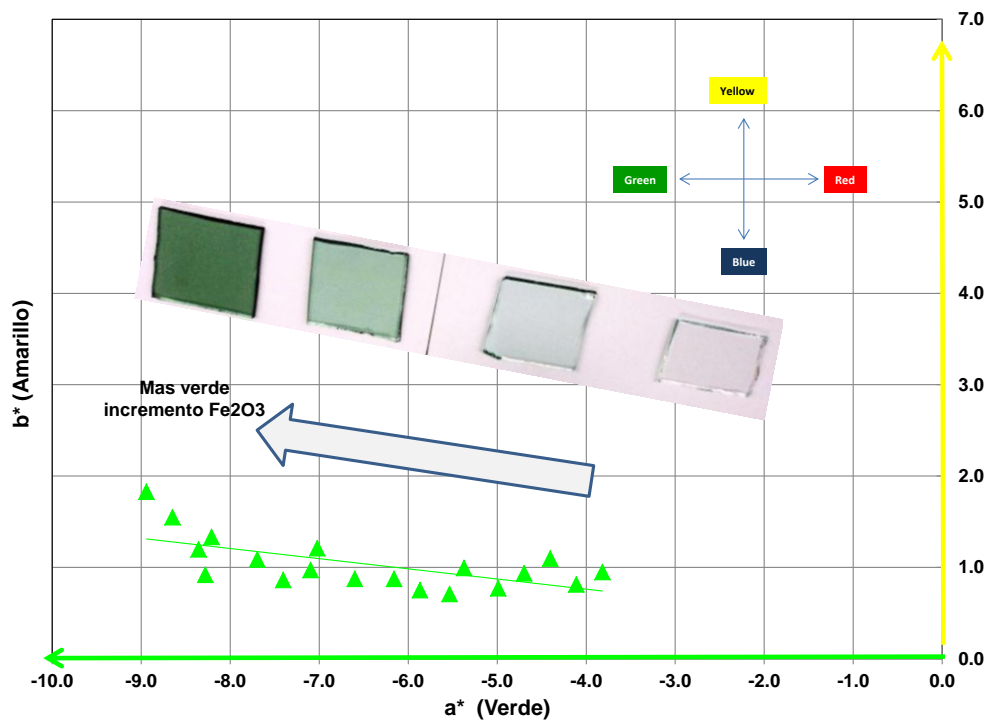 7.0
6.0
5.0
4.0
3.0
2.0
1.0
0.0
Yellow
Green
Red
Blue
b* (Amarillo)
Mas verde
incremento Fe2O3
-10.0
-9.0
-8.0
-7.0
-6.0
-5.0
-4.0
-3.0
-2.0
-1.0
0.0
a* (Verde)